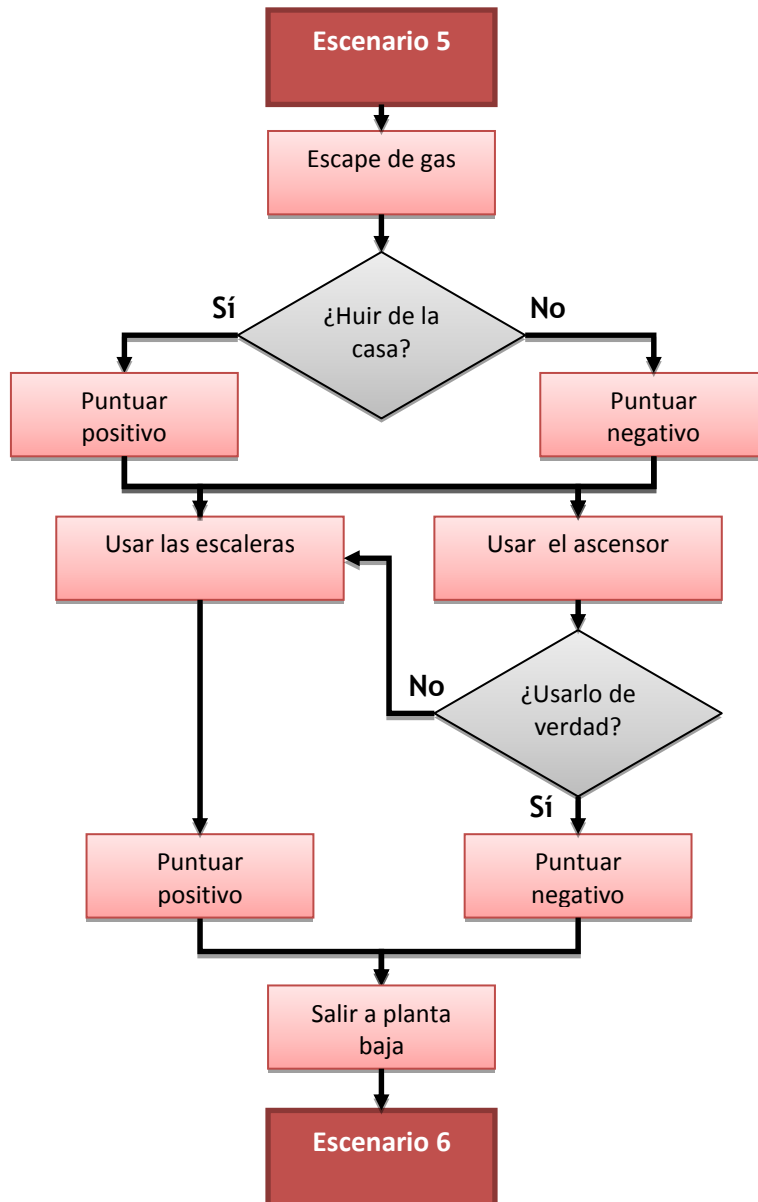 Escenario 5
Escape de gas
Sí
¿Huir de la
casa?
No
Puntuar
positivo
Puntuar
negativo
Usar las escaleras
Usar el ascensor
No
¿Usarlo de
verdad?
Sí
Puntuar
positivo
Puntuar
negativo
Salir a planta
baja
Escenario 6